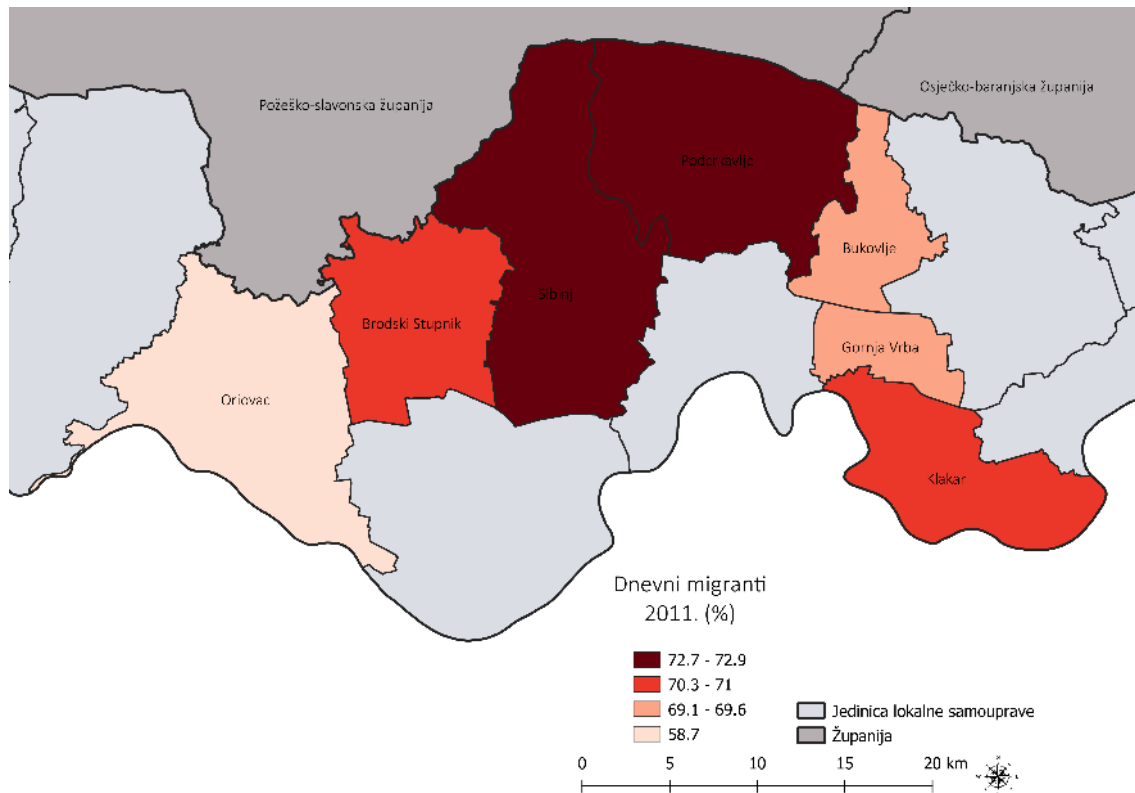 Požeško-slavonska županija
Osječko-baranjska županija
Podcrkavlje
Bukovlje
Sibinj
Brodski Stupnik
Gornja Vrba
Oriovac
Klakar
Dnevni migranti
2011. (%)
72.7 - 72.9
70.3 - 71
69.1 - 69.6
58.7
Jedinica lokalne samouprave
Županija
0 5 10 15 20 km